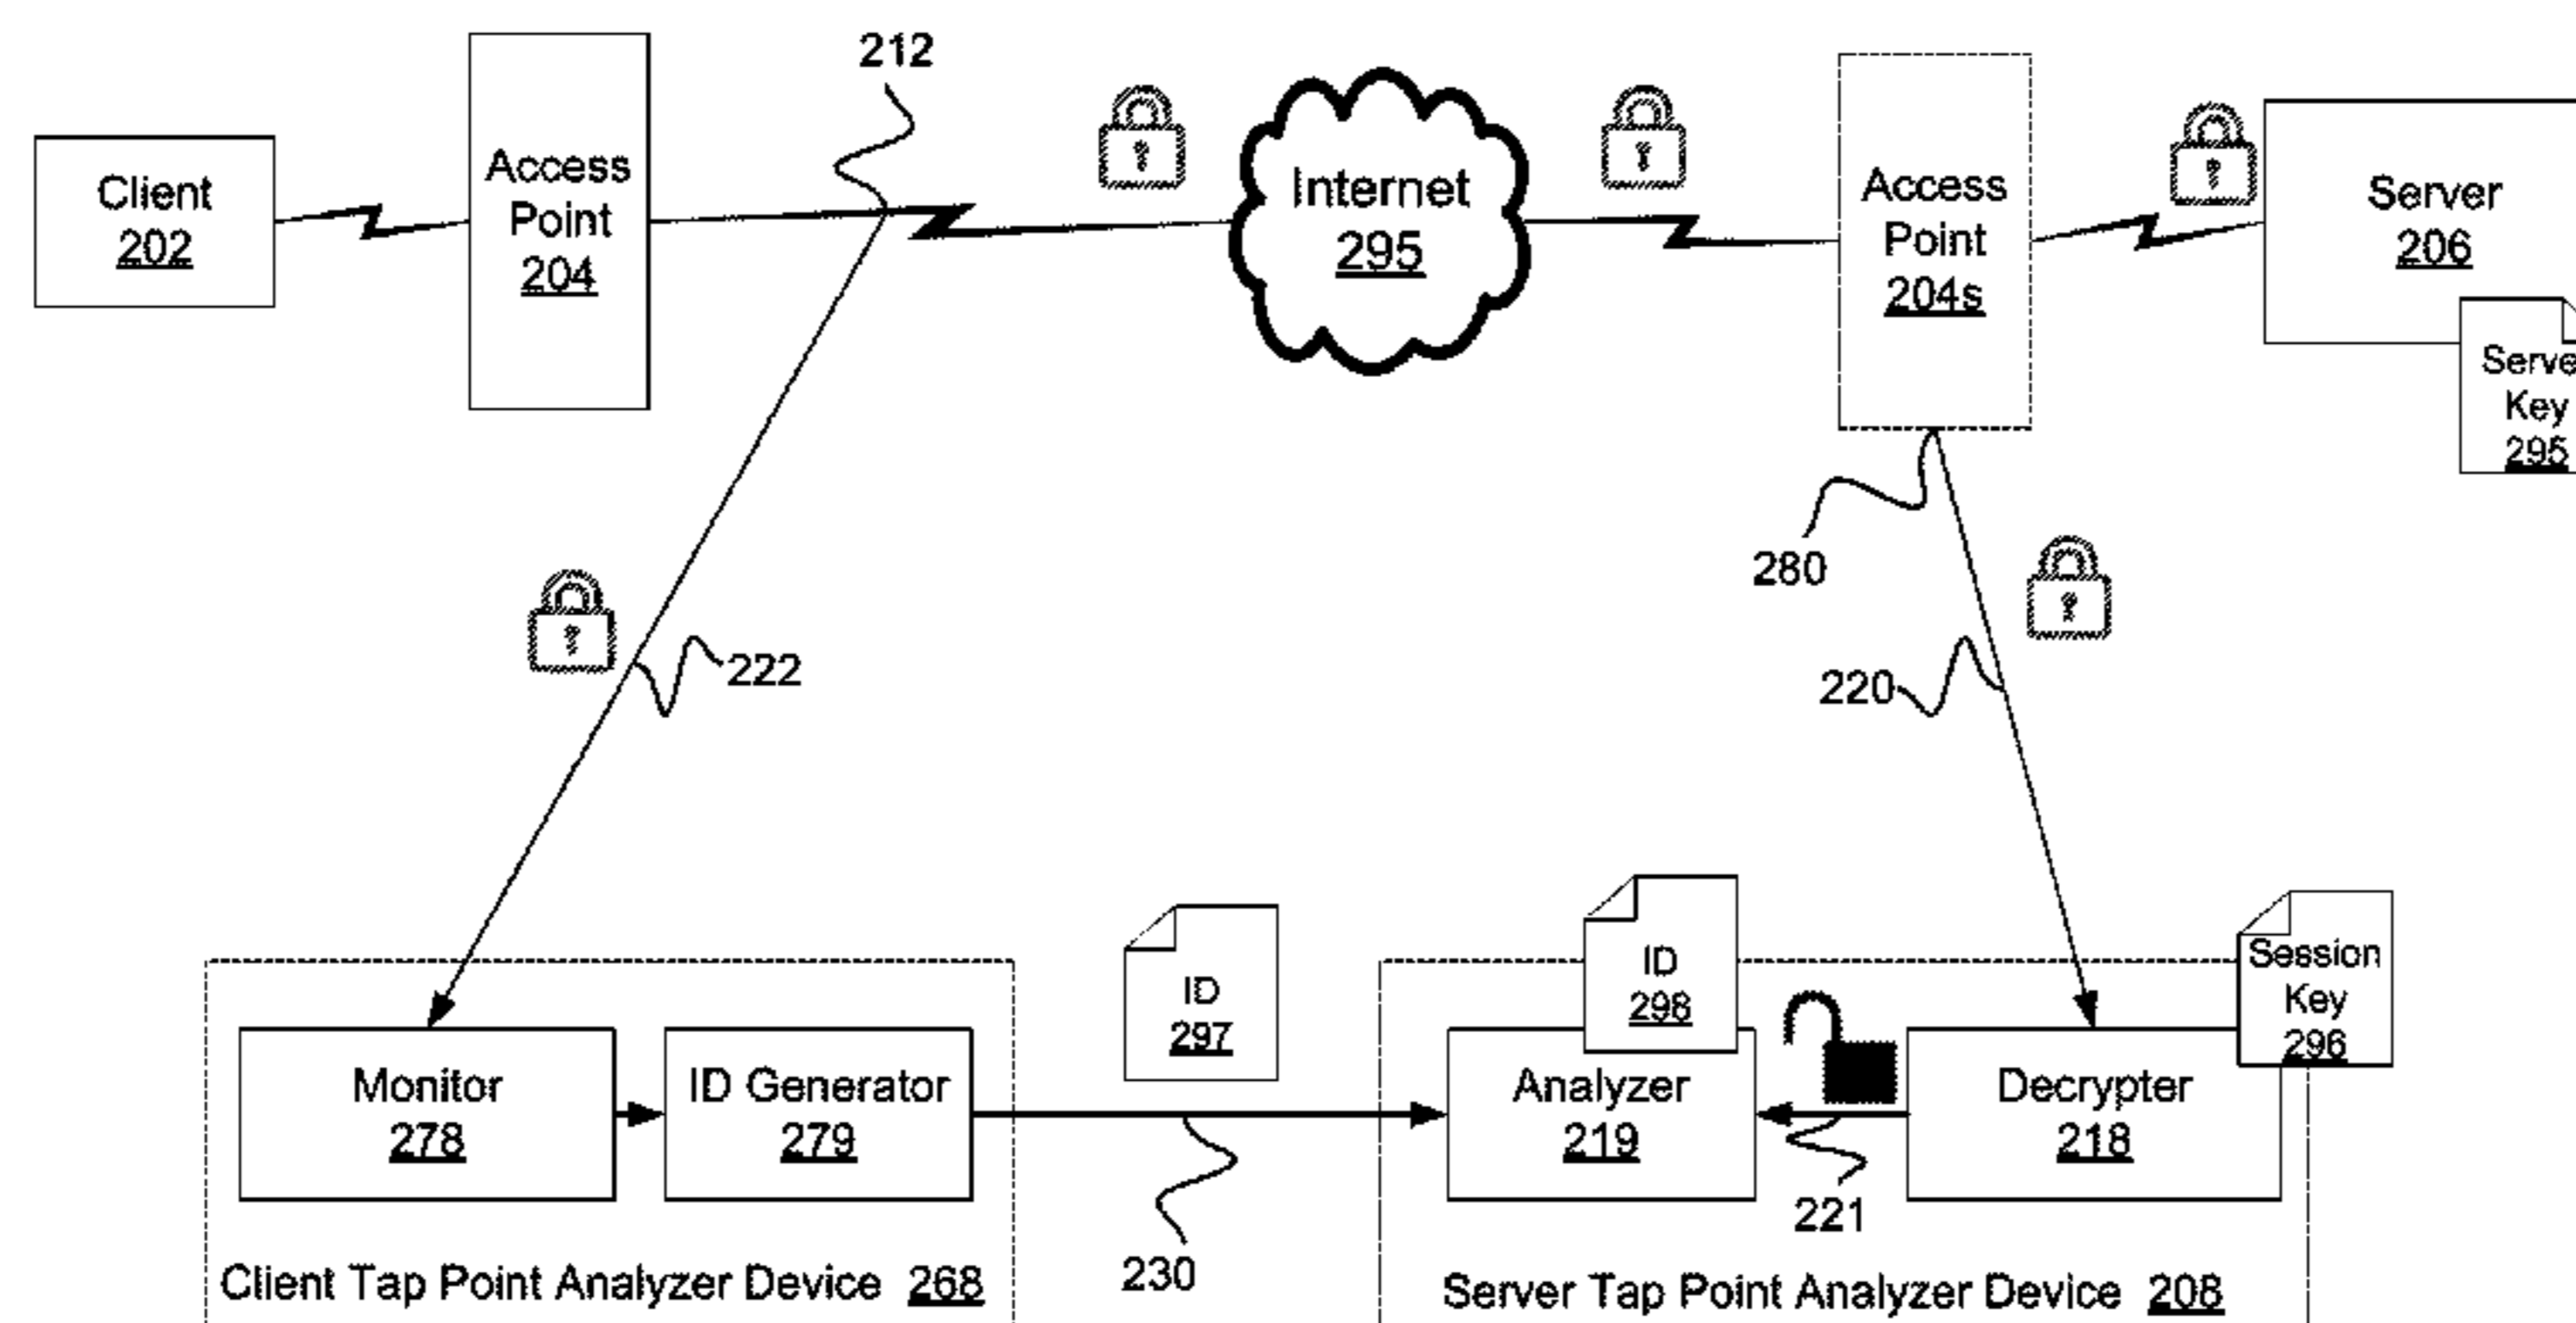 212
Client
202
Access
Point
204
Internet
295
Access
Point
204s
Server
206
Serve
Key
295
280
222
220
ID
297
ID
298
Session
Key
296
Monitor
278
ID Generator
279
Analyzer
219
Decrypter
218
221
230
Client Tap Point Analyzer Device 268
Server Tap Point Analyzer Device 208